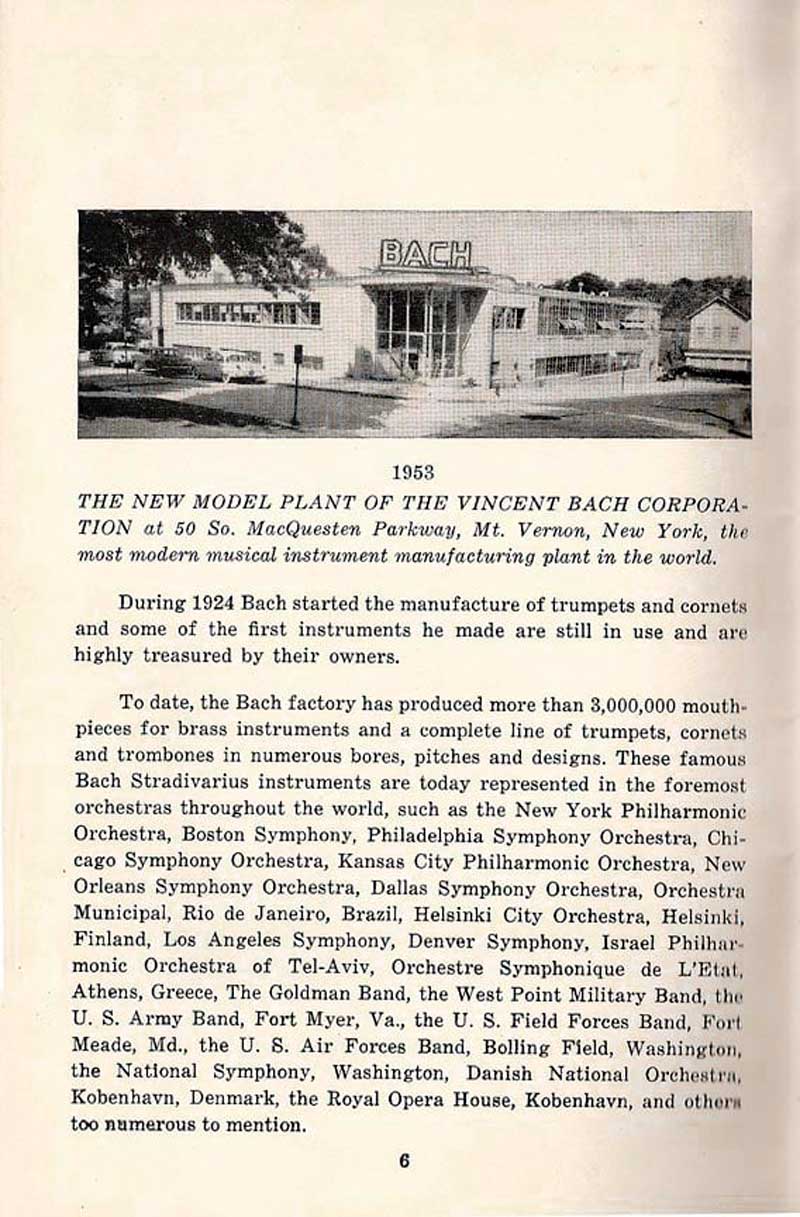 BACH
1953
THE NEW MODEL PLANT OF THE VINCENT BACH CORPORA-
TION at 50 So. MacQuesten Parkway, Mt. Vernon, New York, the
most modern musical instrument manufacturing plant in the world.
During 1924 Bach started the manufacture of trumpets and cornets
and some of the first instruments he made are still in use and are
highly treasured by their owners.
To date, the Bach factory has produced more than 3,000,000 mouth-
pieces for brass instruments and a complete line of trumpets, cornets
and trombones in numerous bores, pitches and designs. These famous
Bach Stradivarius instruments are today represented in the foremost
orchestras throughout the world, such as the New York Philharmonic
Orchestra, Boston Symphony, Philadelphia Symphony Orchestra, Chi-
cago Symphony Orchestra, Kansas City Philharmonic Orchestra, New
Orleans Symphony Orchestra, Dallas Symphony Orchestra, Orchestra
Municipal, Rio de Janeiro, Brazil, Helsinki City Orchestra, Helsinki,
Finland, Los Angeles Symphony, Denver Symphony, Israel Philhar-
monic Orchestra of Tel-Aviv, Orchestre Symphonique de L'Etat,
Athens, Greece, The Goldman Band, the West Point Military Band, the
U. S. Army Band, Fort Myer, Va., the U. S. Field Forces Band, Fort
Meade, Md., the U. S. Air Forces Band, Bolling Field, Washington,
the National Symphony, Washington, Danish National Orchestra,
Kobenhavn, Denmark, the Royal Opera House, Kobenhavn, and others
too numerous to mention.
6